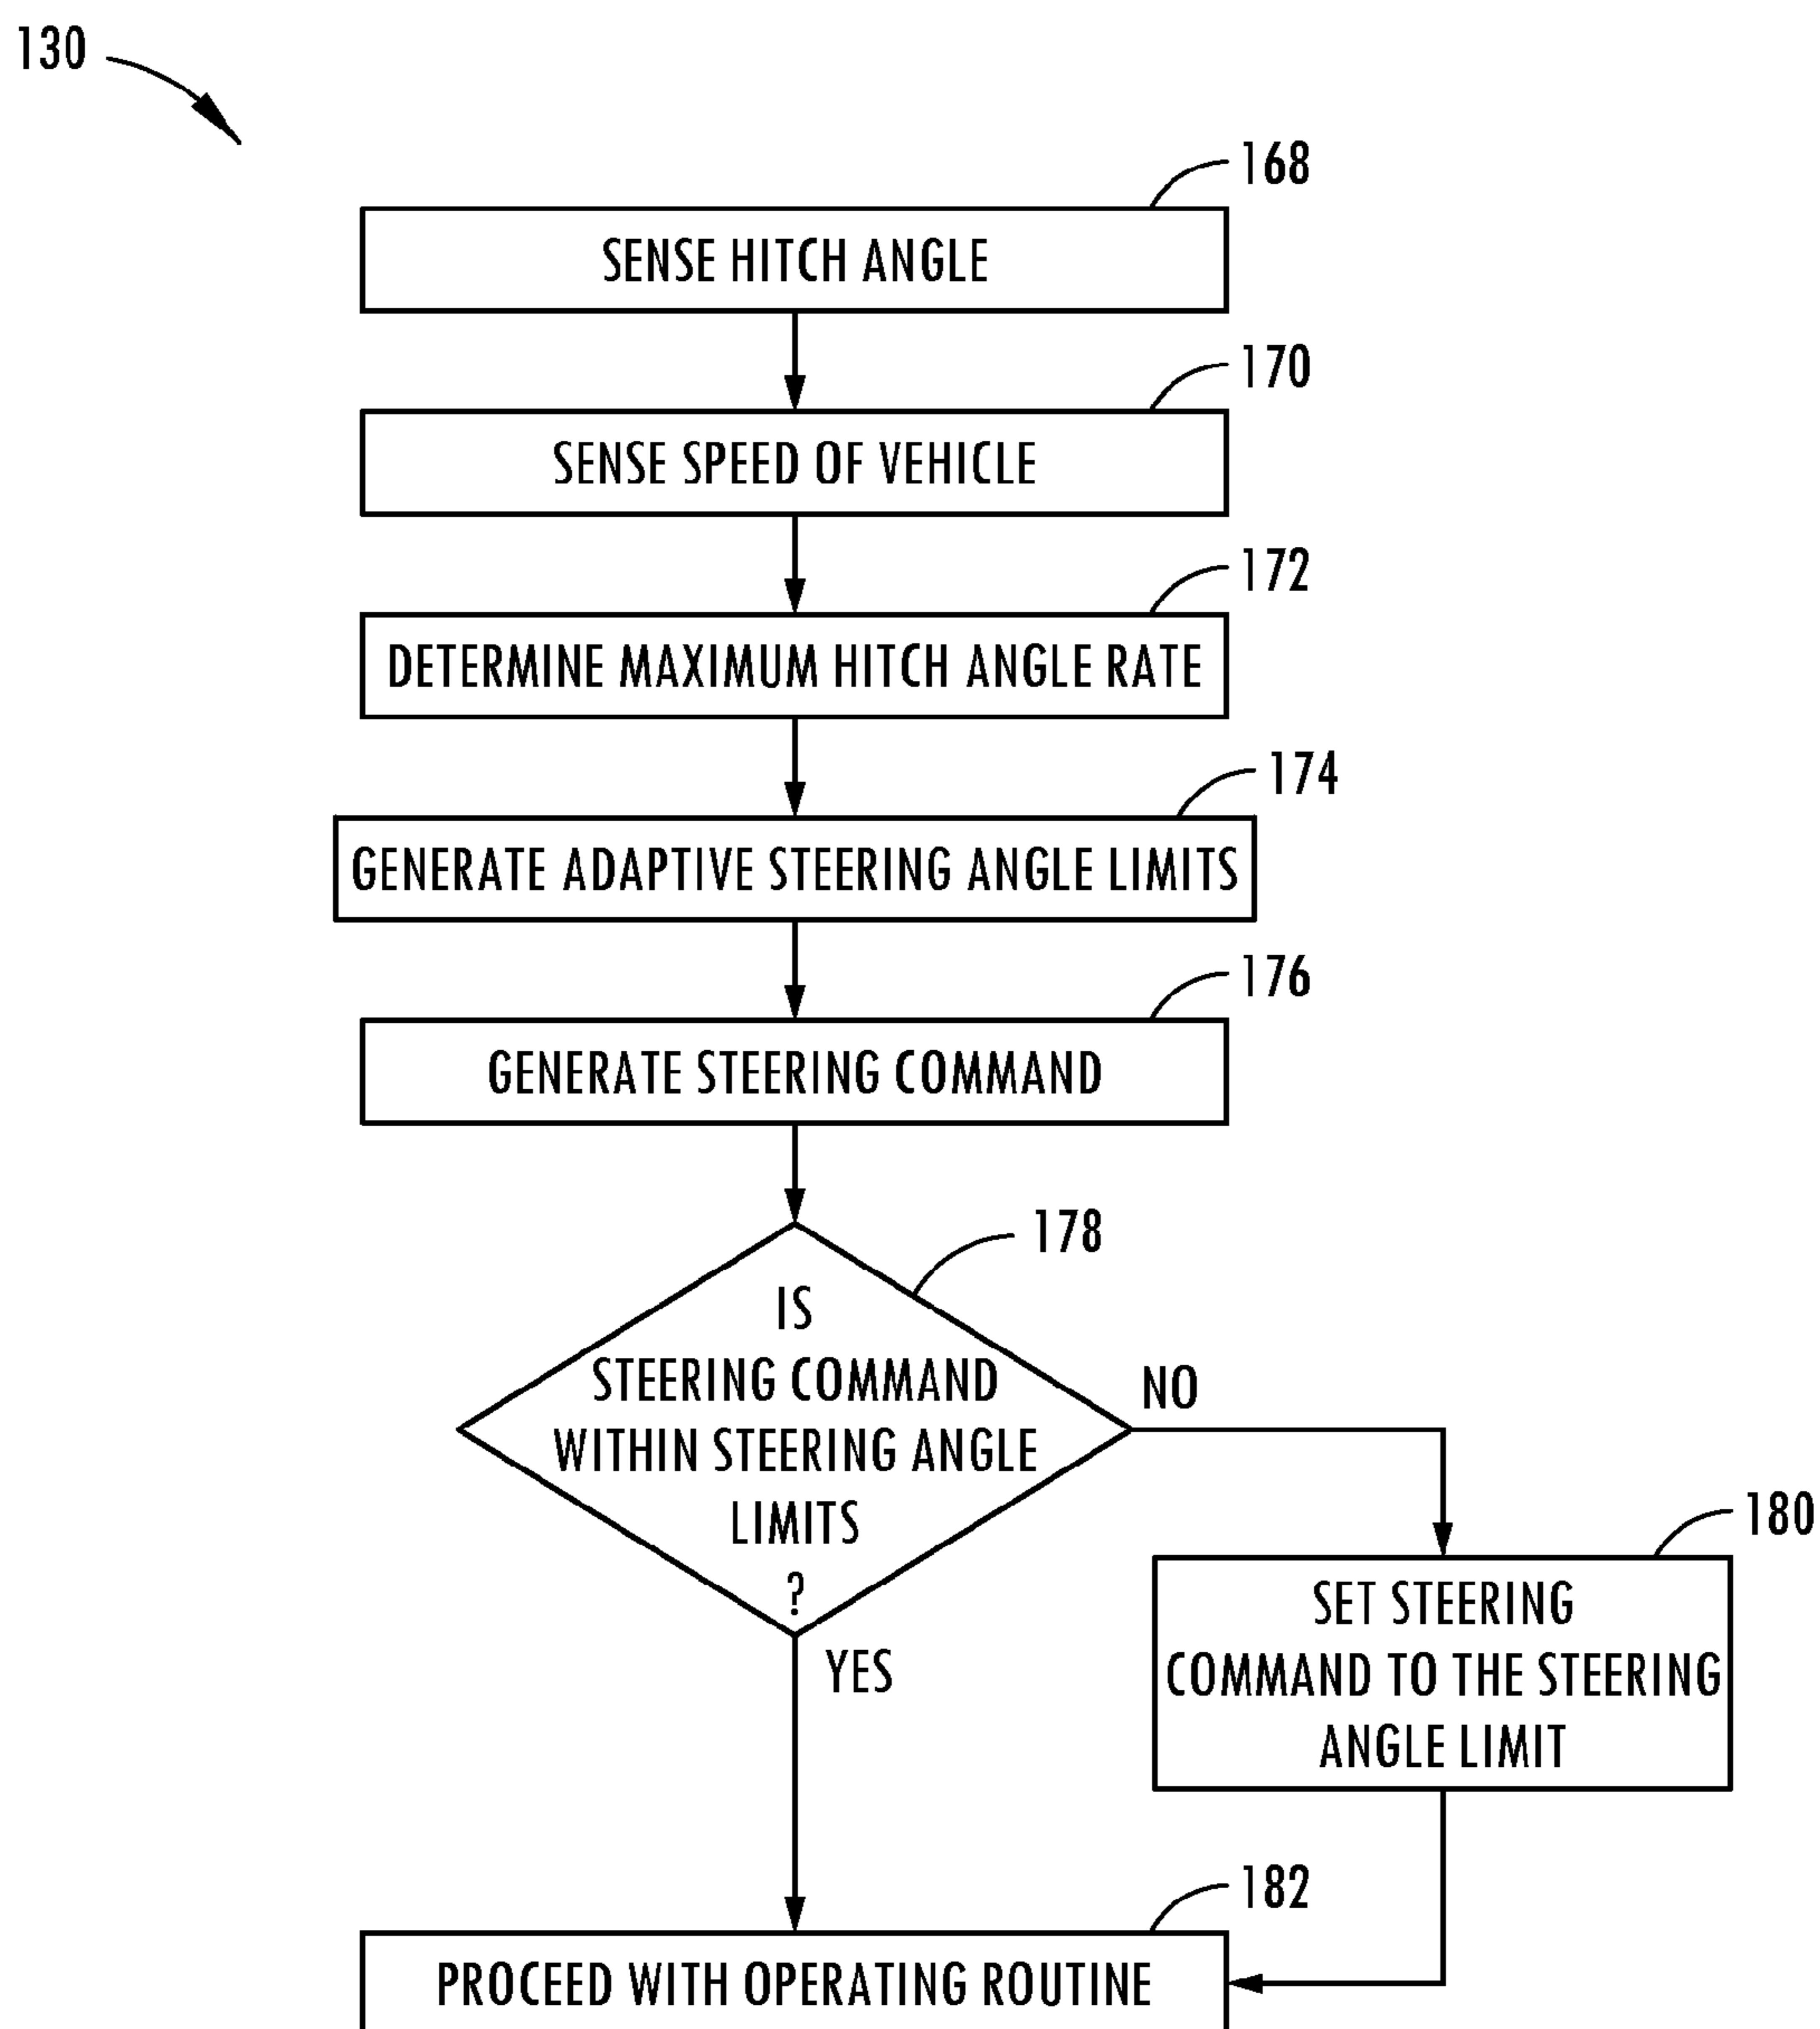 130
168
SENSE HITCH ANGLE
170
SENSE SPEED OF VEHICLE
172
DETERMINE MAXIMUM HITCH ANGLE RATE
174
GENERATE ADAPTIVE STEERING ANGLE LIMITS
176
GENERATE STEERING COMMAND
178
IS
STEERING COMMAND
WITHIN STEERING ANGLE
LIMITS
?
NO
YES
180
SET STEERING
COMMAND TO THE STEERING
ANGLE LIMIT
182
PROCEED WITH OPERATING ROUTINE